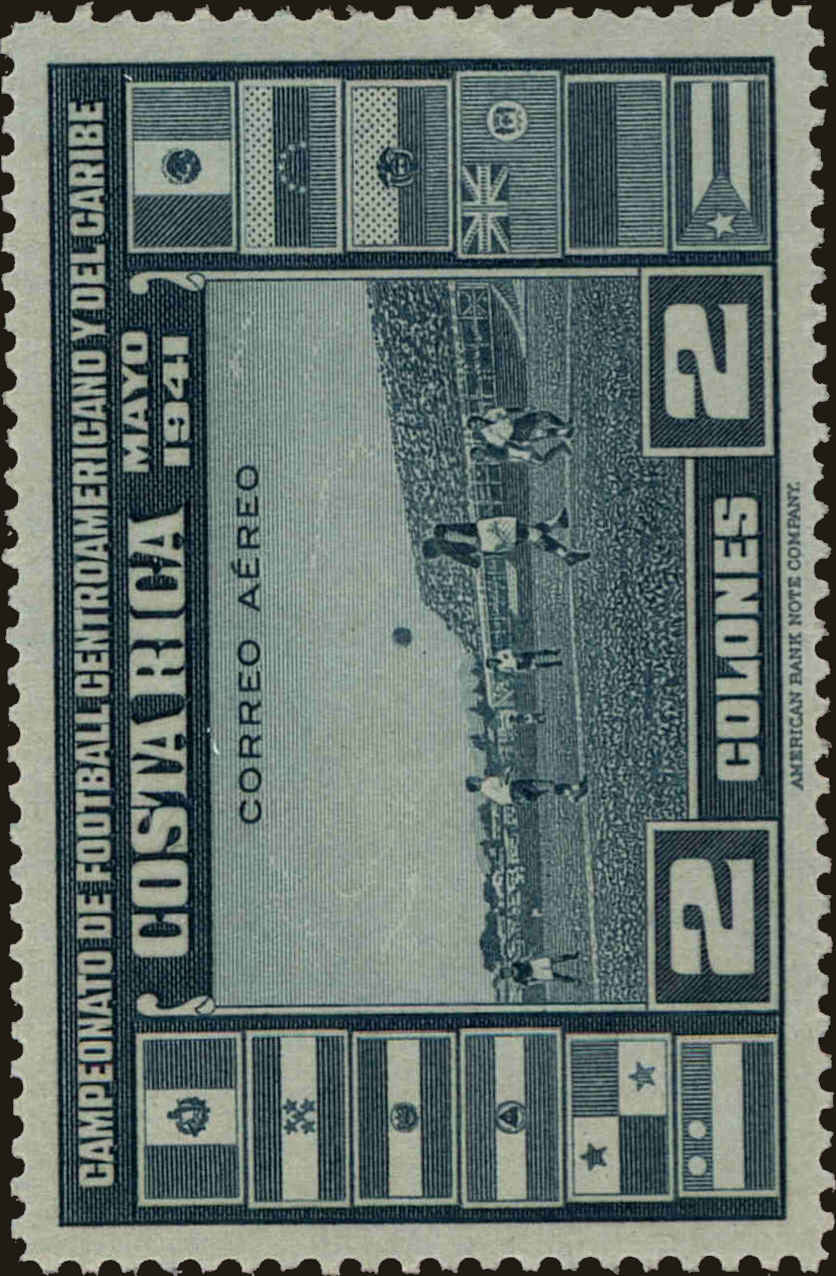 CAMPEONATO DE FOOTBALL CENTROAMERICANO Y DEL CARIBE
COSTA RICA MAYO 1941
CORREO AÉREO
2 COLONES 2
AMERICAN BANK NOTE COMPANY.